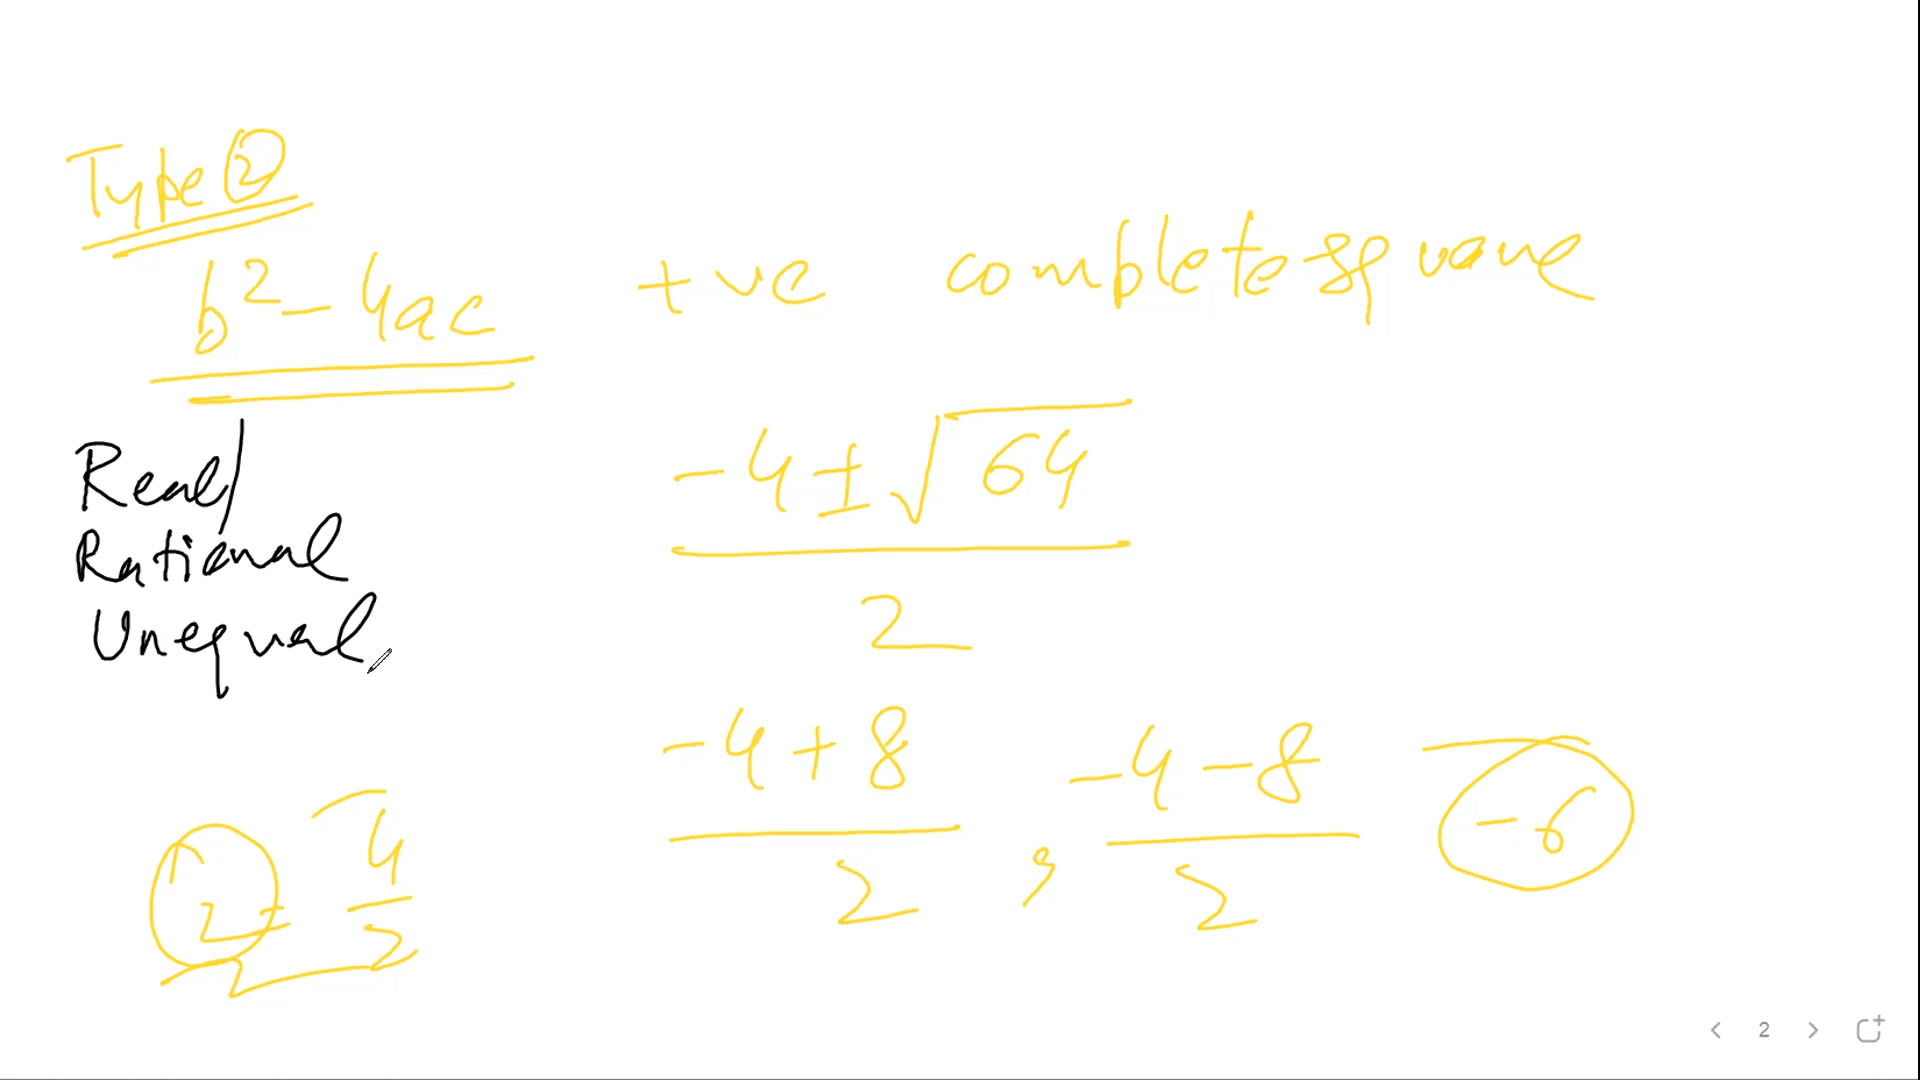 Type ②
b² - 4ac +ve complete square
Real
Rational
Unequal
-4 ± √64
2
-4 + 8 , -4 - 8 -6
2 2
2 = 4
2
2